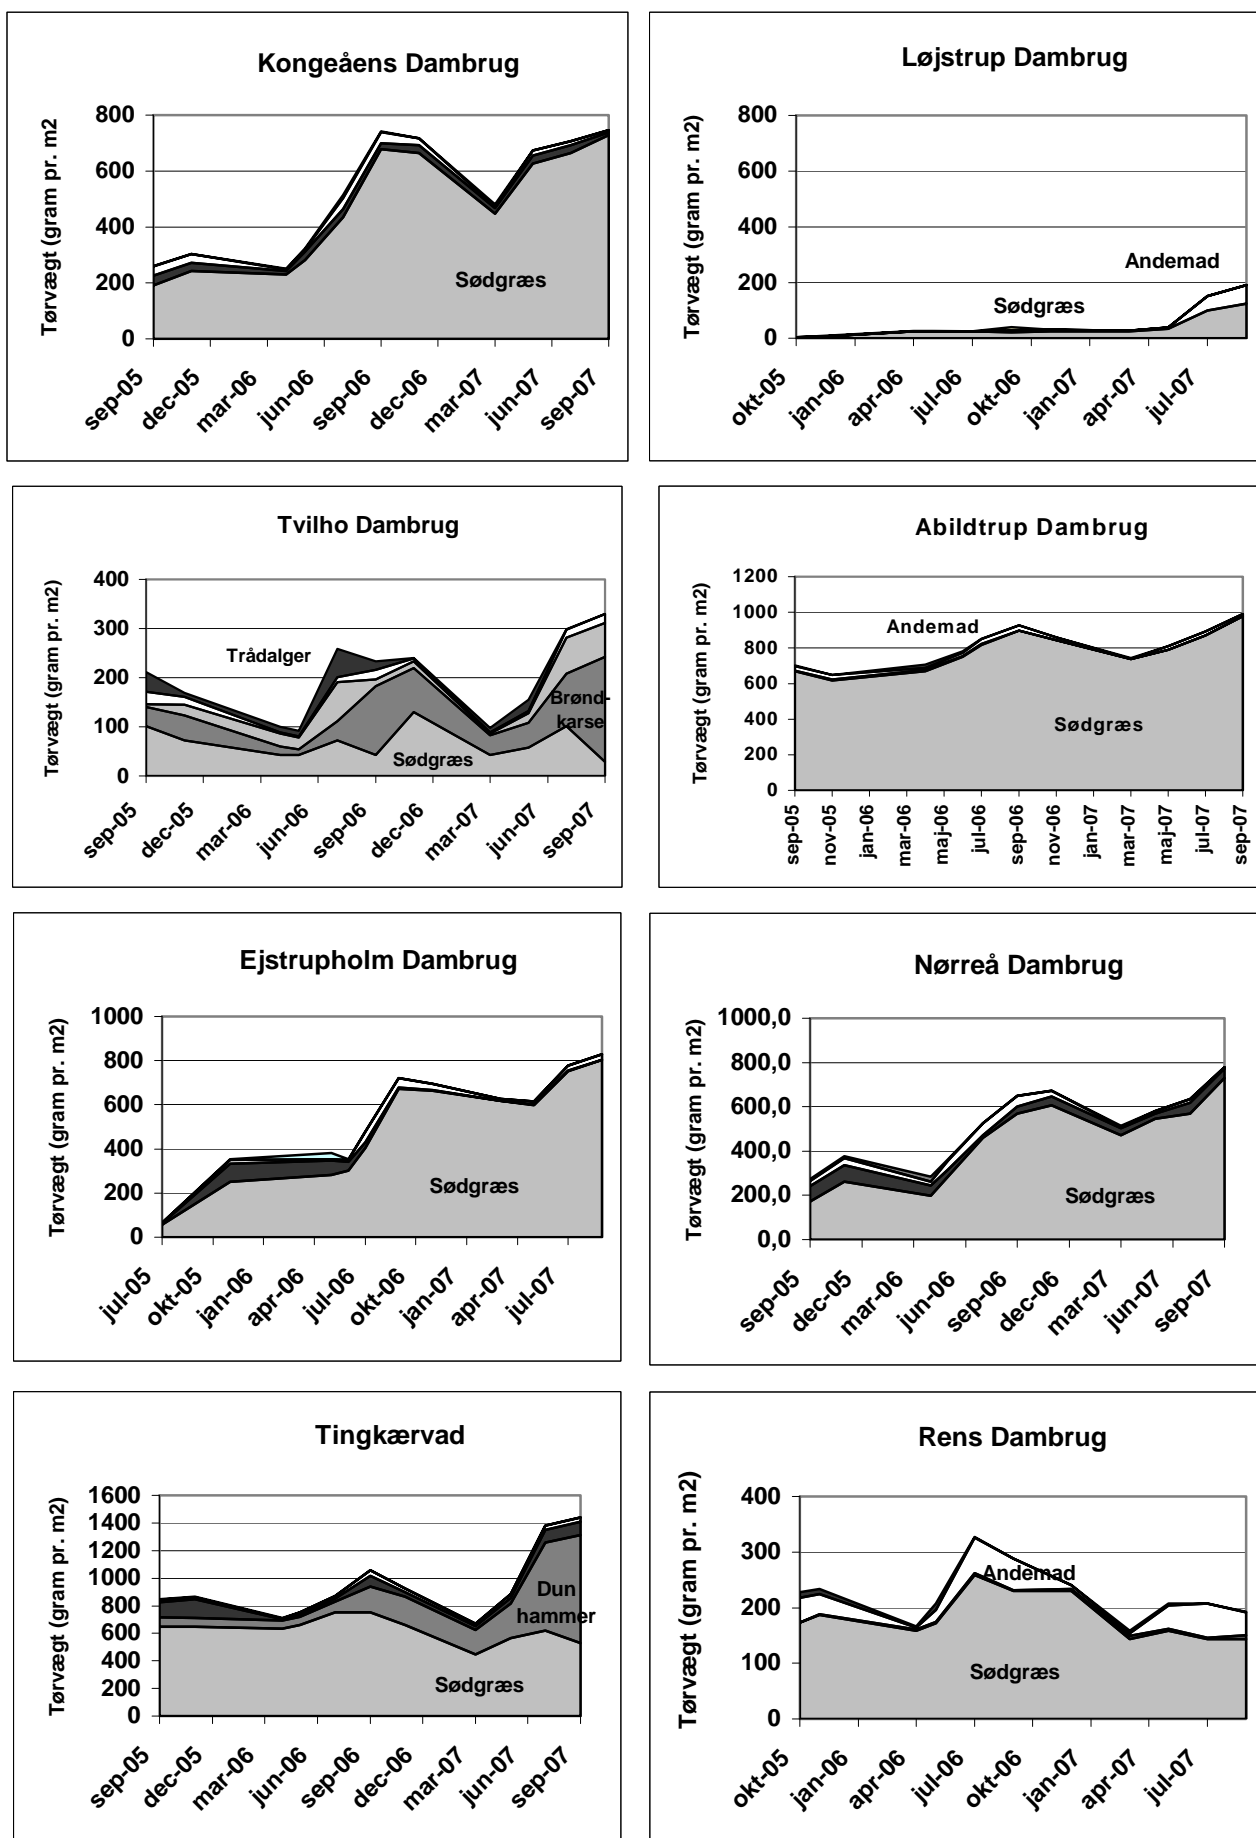 Kongeåens Dambrug
Tørvægt (gram pr. m2
800
600
400
200
0
Sødgræs
sep-05
dec-05
mar-06
jun-06
sep-06
dec-06
mar-07
jun-07
sep-07
Løjstrup Dambrug
Tørvægt (gram pr. m2)
800
600
400
200
0
Andemad
Sødgræs
okt-05
jan-06
apr-06
jul-06
okt-06
jan-07
apr-07
jul-07
Tvilho Dambrug
Tørvægt (gram pr. m2)
400
300
200
100
0
Trådalger
Brønd-
karse
Sødgræs
sep-05
dec-05
mar-06
jun-06
sep-06
dec-06
mar-07
jun-07
sep-07
Abildtrup Dambrug
Tørvægt (gram pr. m2)
1200
1000
800
600
400
200
0
Andemad
Sødgræs
sep-05
nov-05
jan-06
mar-06
maj-06
jul-06
sep-06
nov-06
jan-07
mar-07
maj-07
jul-07
sep-07
Ejstrupholm Dambrug
Tørvægt (gram pr. m2)
1000
800
600
400
200
0
Sødgræs
jul-05
okt-05
jan-06
apr-06
jul-06
okt-06
jan-07
apr-07
jul-07
Nørreå Dambrug
Tørvægt (gram pr. m2)
1000,0
800,0
600,0
400,0
200,0
0,0
Sødgræs
sep-05
dec-05
mar-06
jun-06
sep-06
dec-06
mar-07
jun-07
sep-07
Tingkærvad
Tørvægt (gram pr. m2)
1600
1400
1200
1000
800
600
400
200
0
Dun
hammer
Sødgræs
sep-05
dec-05
mar-06
jun-06
sep-06
dec-06
mar-07
jun-07
sep-07
Rens Dambrug
Tørvægt (gram pr. m2)
400
300
200
100
0
Andemad
Sødgræs
okt-05
jan-06
apr-06
jul-06
okt-06
jan-07
apr-07
jul-07